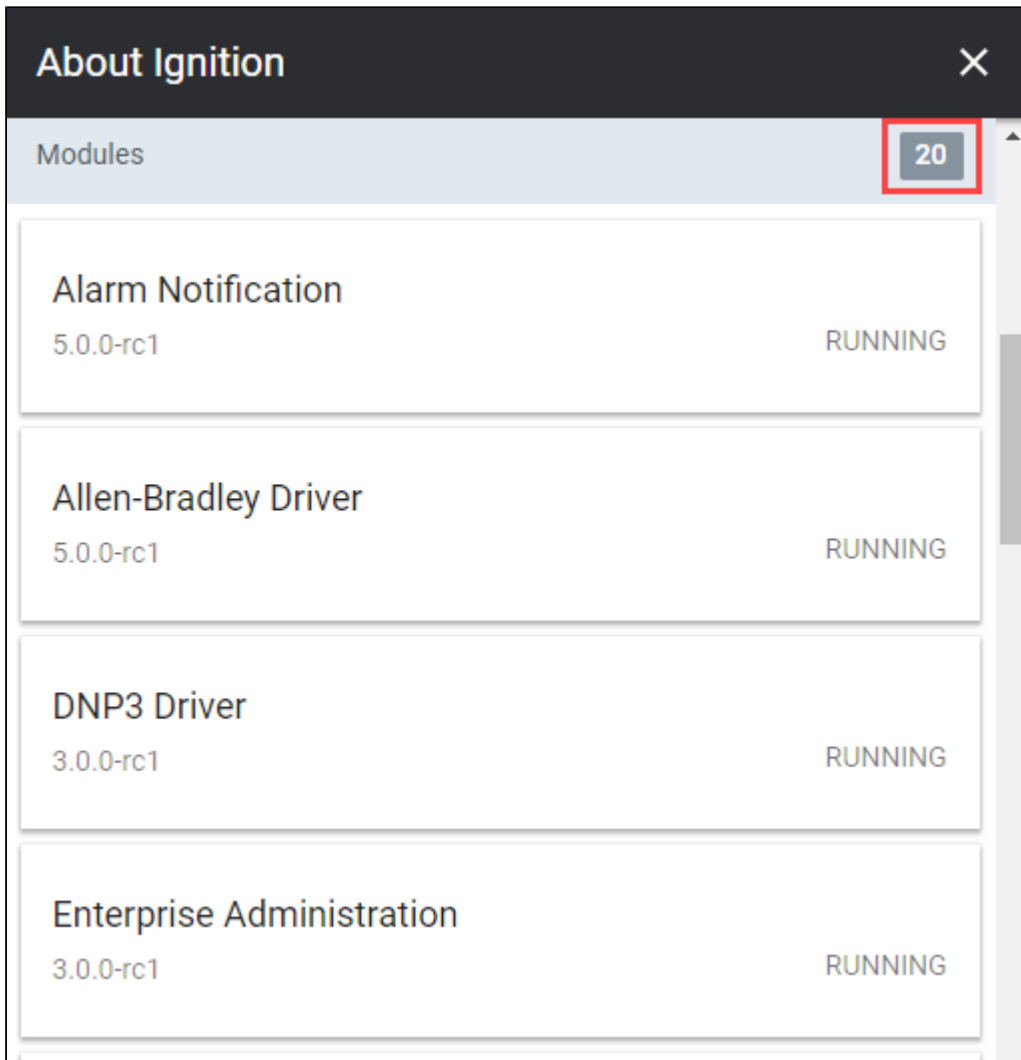 About Ignition
Modules 20
Alarm Notification
5.0.0-rc1 RUNNING
Allen-Bradley Driver
5.0.0-rc1 RUNNING
DNP3 Driver
3.0.0-rc1 RUNNING
Enterprise Administration
3.0.0-rc1 RUNNING